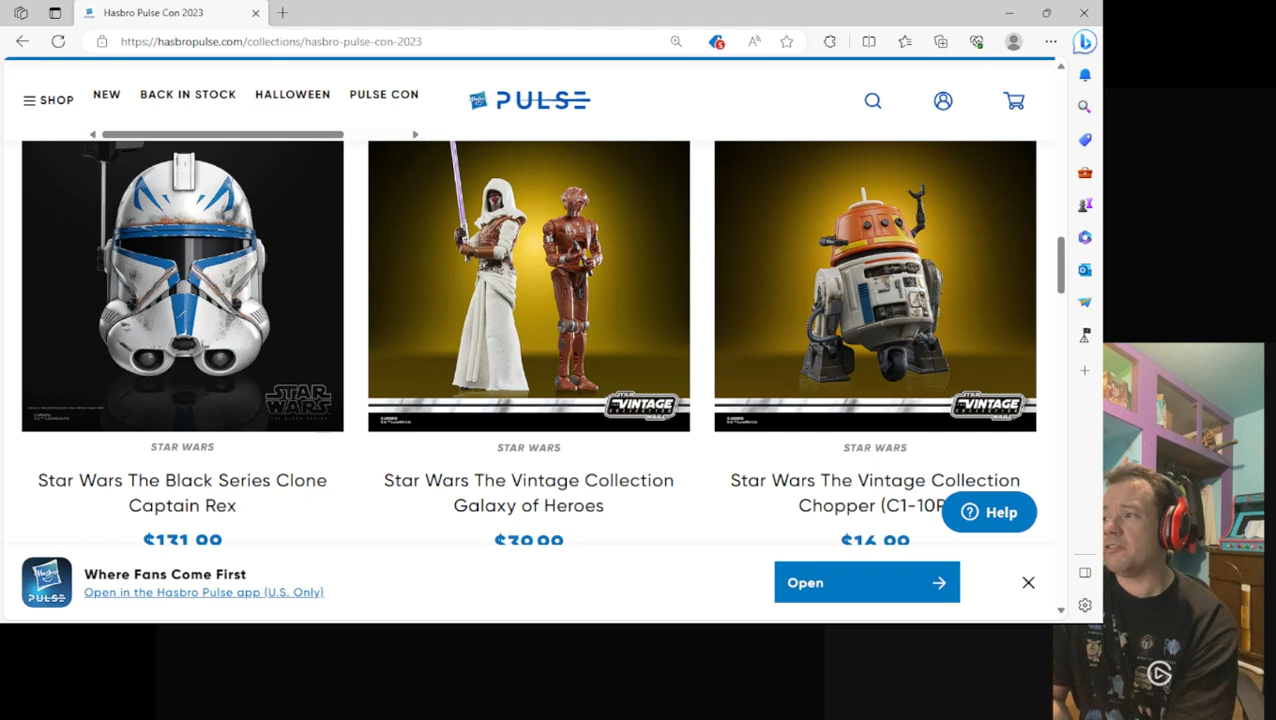 Hasbro Pulse Con 2023
https://hasbropulse.com/collections/hasbro-pulse-con-2023
SHOP
NEW
BACK IN STOCK
HALLOWEEN
PULSE CON
PULSE
STAR WARS
VINTAGE
VINTAGE
STAR WARS
Star Wars The Black Series Clone
Captain Rex
$131.99
STAR WARS
Star Wars The Vintage Collection
Galaxy of Heroes
$39.99
STAR WARS
Star Wars The Vintage Collection
Chopper (C1-10P
$16.99
Help
Hasbro
PULSE
Where Fans Come First
Open in the Hasbro Pulse app (U.S. Only)
Open